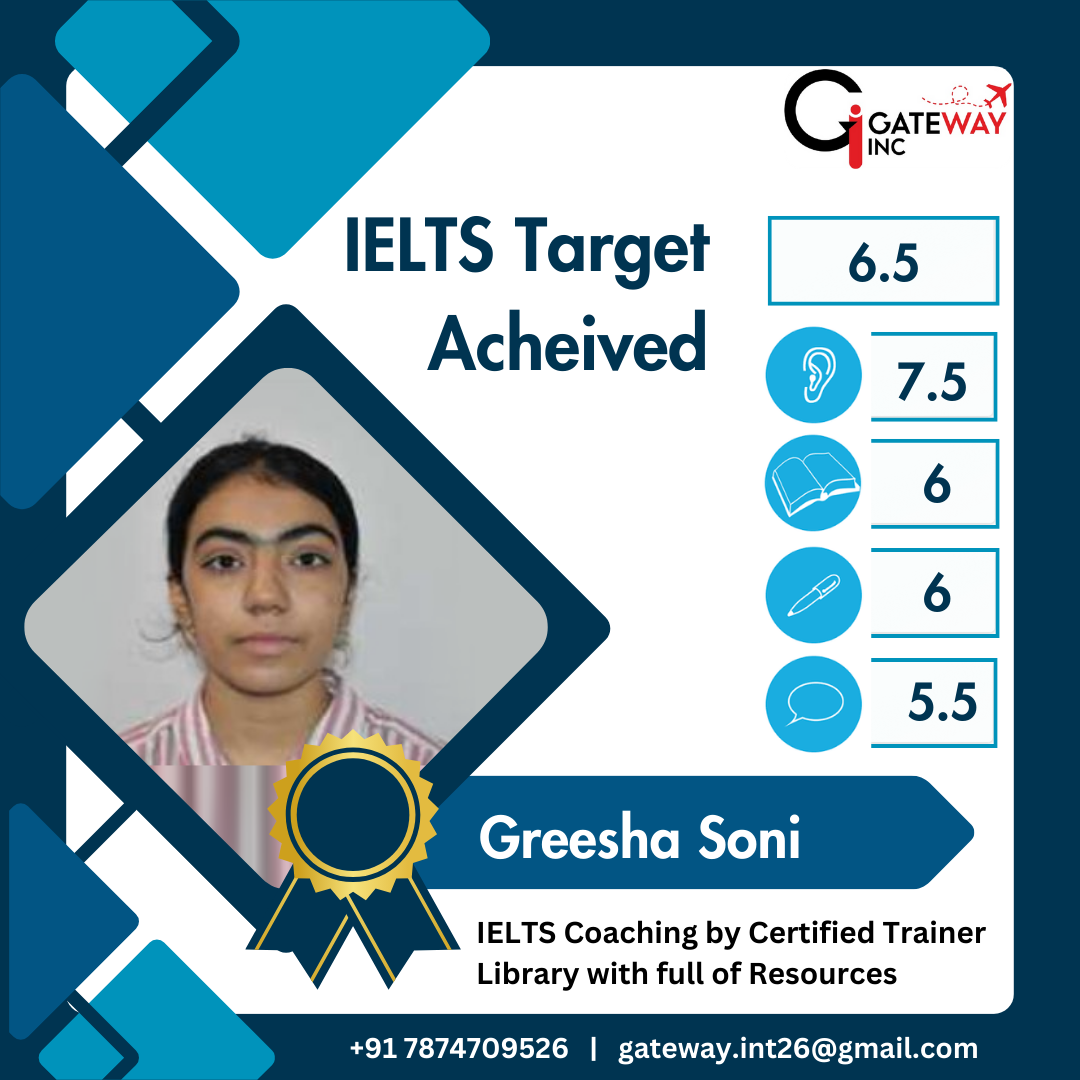 GATEWAY
INC
IELTS Target
Acheived
6.5
7.5
6
6
5.5
Greesha Soni
IELTS Coaching by Certified Trainer
Library with full of Resources
+91 7874709526 | gateway.int26@gmail.com